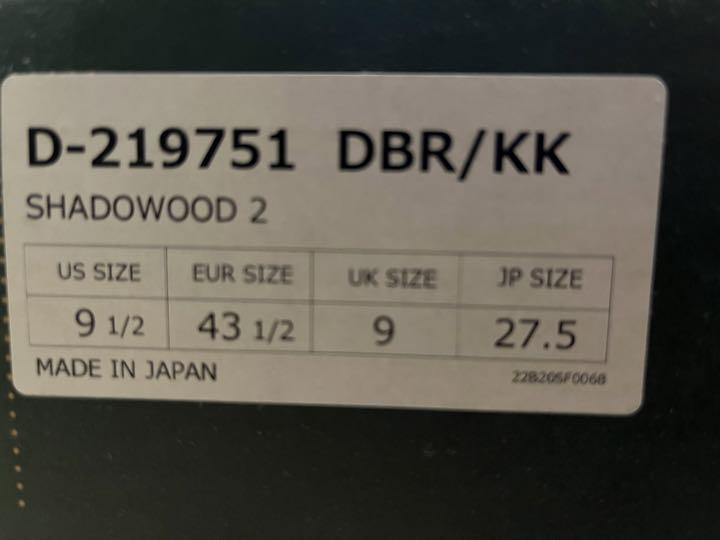 D-219751 DBR/KK
SHADOWOOD 2
US SIZE EUR SIZE UK SIZE JP SIZE
9 1/2 43 1/2 9 27.5
MADE IN JAPAN 22B205F0068